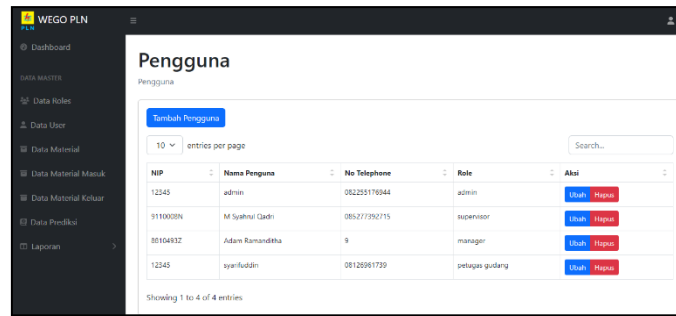 WEGO PLN
PLN
Dashboard
DATA MASTER
Data Roles
Data User
Data Material
Data Material Masuk
Data Material Keluar
Data Prediksi
Laporan
Pengguna
Pengguna
Tambah Pengguna
10 entries per page Search...
NIP Nama Penguna No Telephone Role Aksi
12345 admin 082255176944 admin Ubah Hapus
9110008N M Syahrul Qadri 085277392715 supervisor Ubah Hapus
8810493Z Adam Ramanditha 9 manager Ubah Hapus
12345 syarifuddin 08126961739 petugas gudang Ubah Hapus
Showing 1 to 4 of 4 entries